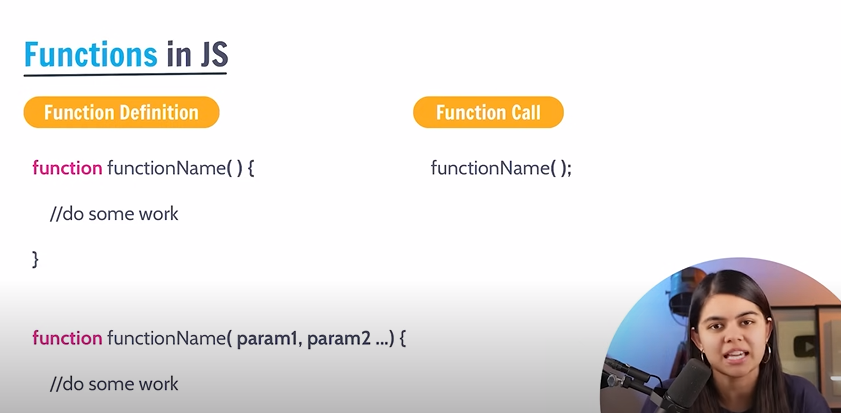 Functions in JS
Function Definition
Function Call
function functionName( ) {
functionName( );
//do some work
}
function functionName( param1, param2 ...) {
//do some work